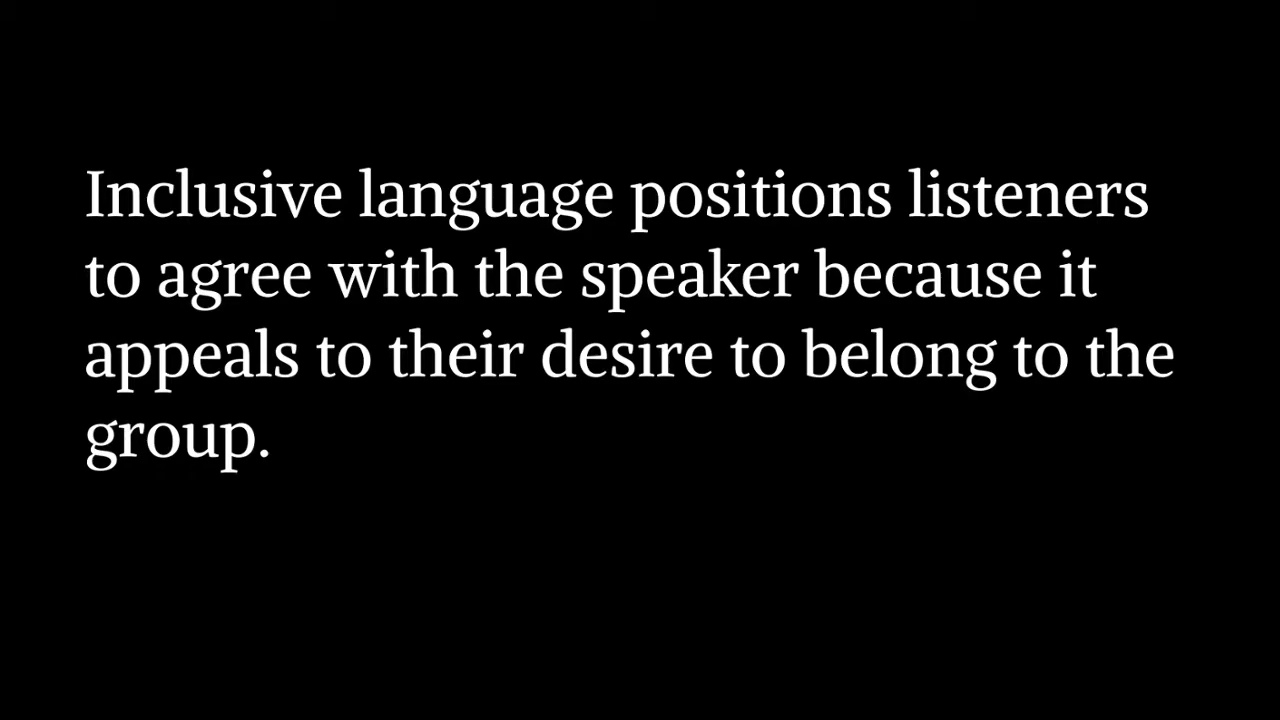 Inclusive language positions listeners
to agree with the speaker because it
appeals to their desire to belong to the
group.